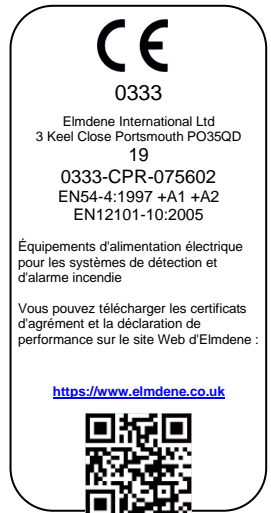 CE
0333
Elmdene International Ltd
3 Keel Close Portsmouth PO35QD
19
0333-CPR-075602
EN54-4:1997 +A1 +A2
EN12101-10:2005
Équipements d'alimentation électrique
pour les systèmes de détection et
d'alarme incendie
Vous pouvez télécharger les certificats
d'agrément et la déclaration de
performance sur le site Web d'Elmdene :
https://www.elmdene.co.uk